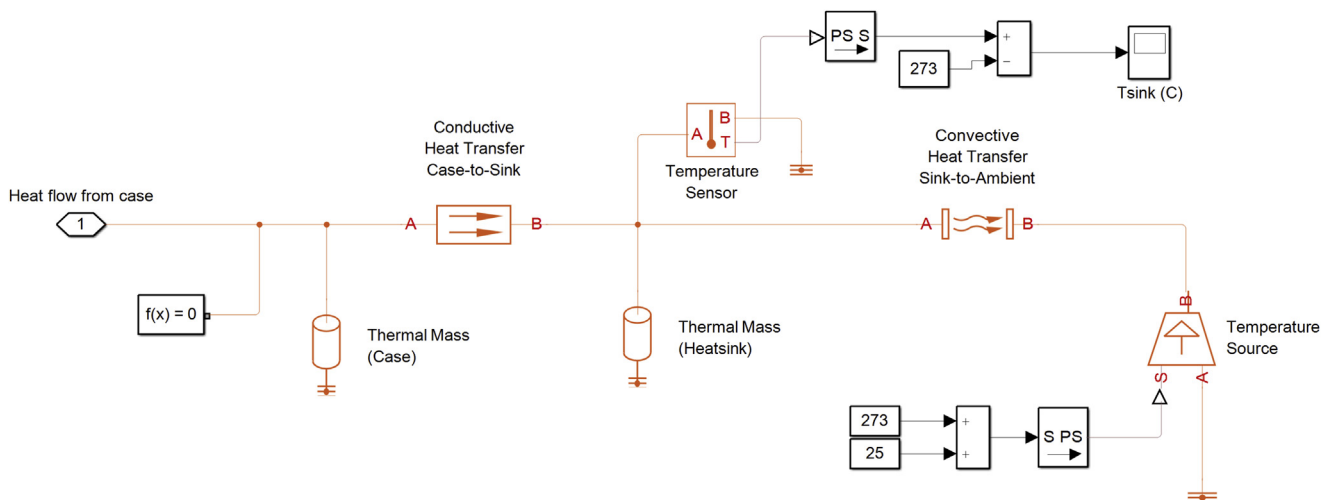 PS S
+
273
−
Tsink (C)
B
A
T
Temperature
Sensor
Conductive
Heat Transfer
Case-to-Sink
Convective
Heat Transfer
Sink-to-Ambient
Heat flow from case
1
A
B
A
B
f(x) = 0
Thermal Mass
(Case)
Thermal Mass
(Heatsink)
B
Temperature
Source
S
A
273
+
S PS
25
+